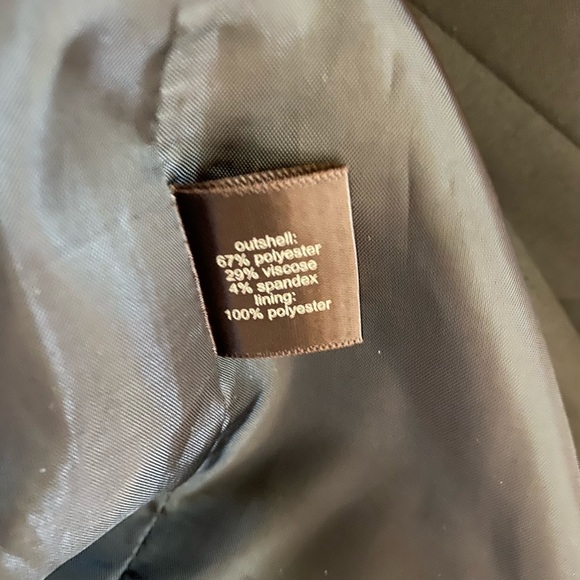 outshell:
67% polyester
29% viscose
4% spandex
lining:
100% polyester